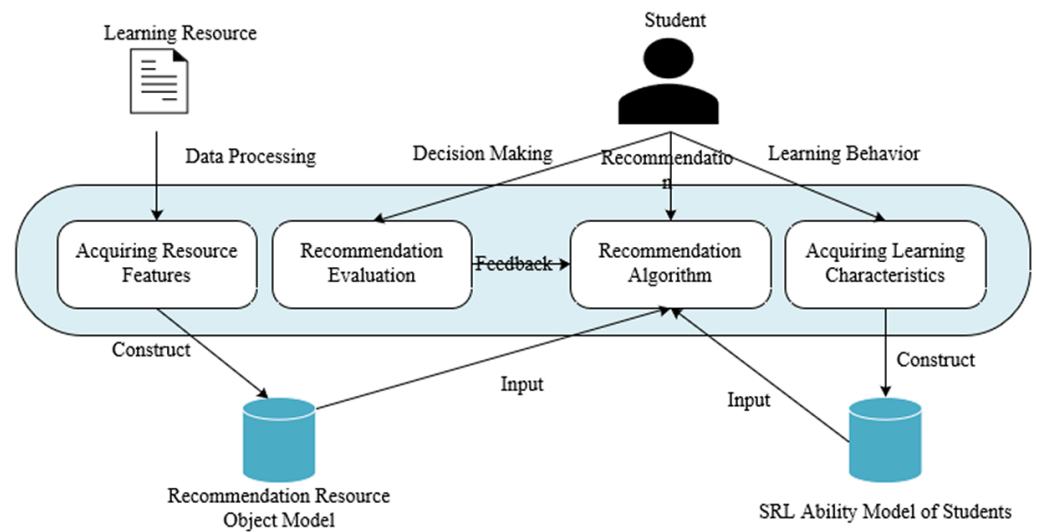 Learning Resource
Student
Data Processing
Decision Making
Recommendatio
n
Learning Behavior
Acquiring Resource
Features
Recommendation
Evaluation
Feedback
Recommendation
Algorithm
Acquiring Learning
Characteristics
Construct
Input
Input
Construct
Recommendation Resource
Object Model
SRL Ability Model of Students